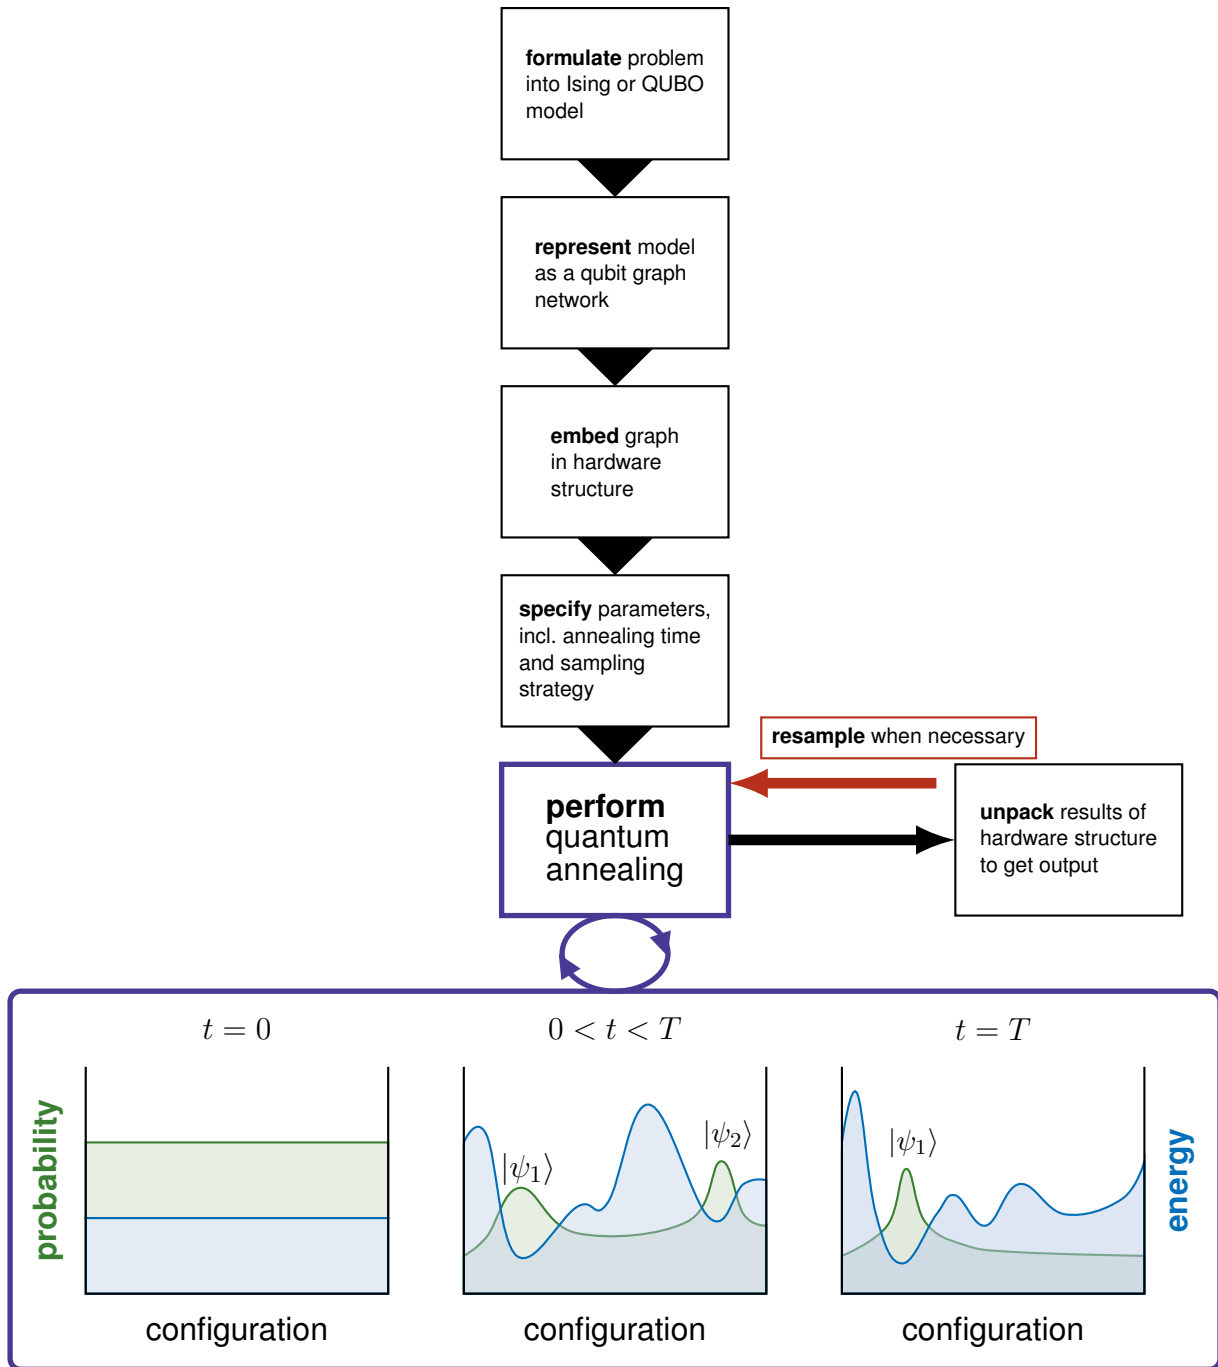 formulate problem
into Ising or QUBO
model
represent model
as a qubit graph
network
embed graph
in hardware
structure
specify parameters,
incl. annealing time
and sampling
strategy
resample when necessary
perform
quantum
annealing
unpack results of
hardware structure
to get output
t = 0
0 < t < T
t = T
probability
|ψ₁⟩
|ψ₂⟩
|ψ₁⟩
energy
configuration
configuration
configuration